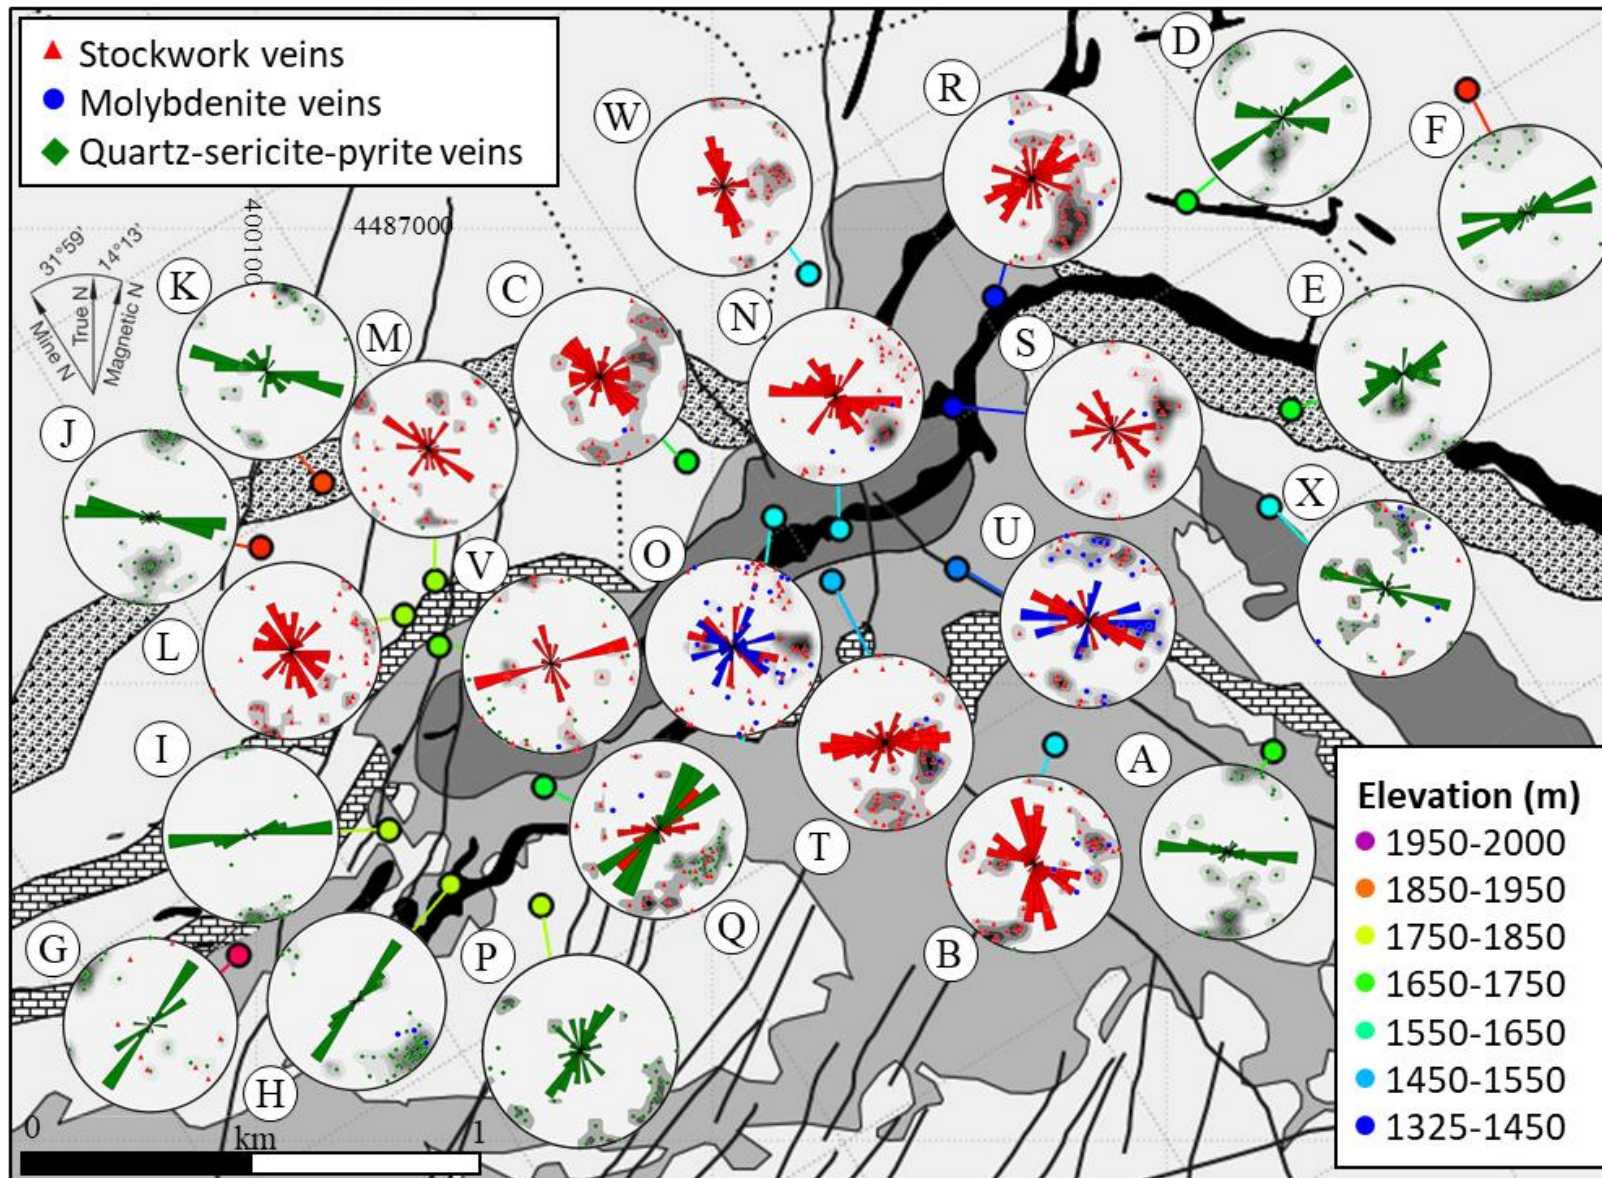 Stockwork veins
Molybdenite veins
Quartz-sericite-pyrite veins
D
R
F
W
4487000
400100
31°59'
14°13'
Mine N
True N
Magnetic N
K
C
E
M
N
S
J
X
V
O
U
L
I
A
T
G
Q
B
P
H
Elevation (m)
1950-2000
1850-1950
1750-1850
1650-1750
1550-1650
1450-1550
1325-1450
0
km
1